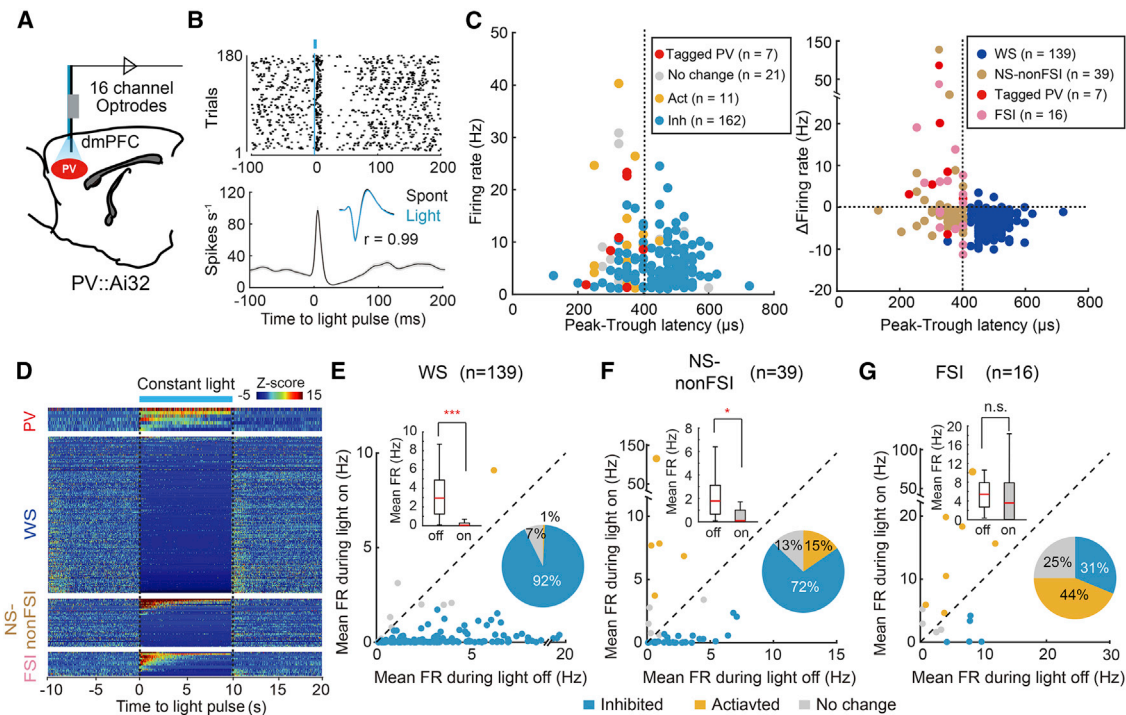 A
16 channel
Optrodes
dmPFC
PV
PV::Ai32
B
180
Trials
1
-100
0
100
200
120
80
40
0
Spikes s⁻¹
Spont
Light
r = 0.99
-100
0
100
200
Time to light pulse (ms)
C
50
40
30
20
10
0
Firing rate (Hz)
Tagged PV (n = 7)
No change (n = 21)
Act (n = 11)
Inh (n = 162)
0
200
400
600
800
Peak-Trough latency (µs)
150
50
20
10
0
-10
-20
ΔFiring rate (Hz)
WS (n = 139)
NS-nonFSI (n = 39)
Tagged PV (n = 7)
FSI (n = 16)
0
200
400
600
800
Peak-Trough latency (µs)
D
Constant light
Z-score
-5
15
PV
WS
NS-
nonFSI
FSI
-10
-5
0
5
10
15
20
Time to light pulse (s)
E
WS (n=139)
10
5
0
Mean FR during light on (Hz)
10
8
6
4
2
0
Mean FR (Hz)
***
off
on
1%
7%
92%
0
5
20
Mean FR during light off (Hz)
F
NS-
nonFSI
(n=39)
150
50
10
5
0
Mean FR during light on (Hz)
8
6
4
2
0
Mean FR (Hz)
*
off
on
13%
15%
72%
0
5
10
15
Mean FR during light off (Hz)
G
FSI (n=16)
100
50
20
10
0
Mean FR during light on (Hz)
20
16
12
8
4
0
Mean FR (Hz)
n.s.
off
on
25%
31%
44%
0
10
20
30
Mean FR during light off (Hz)
Inhibited
Actiavted
No change